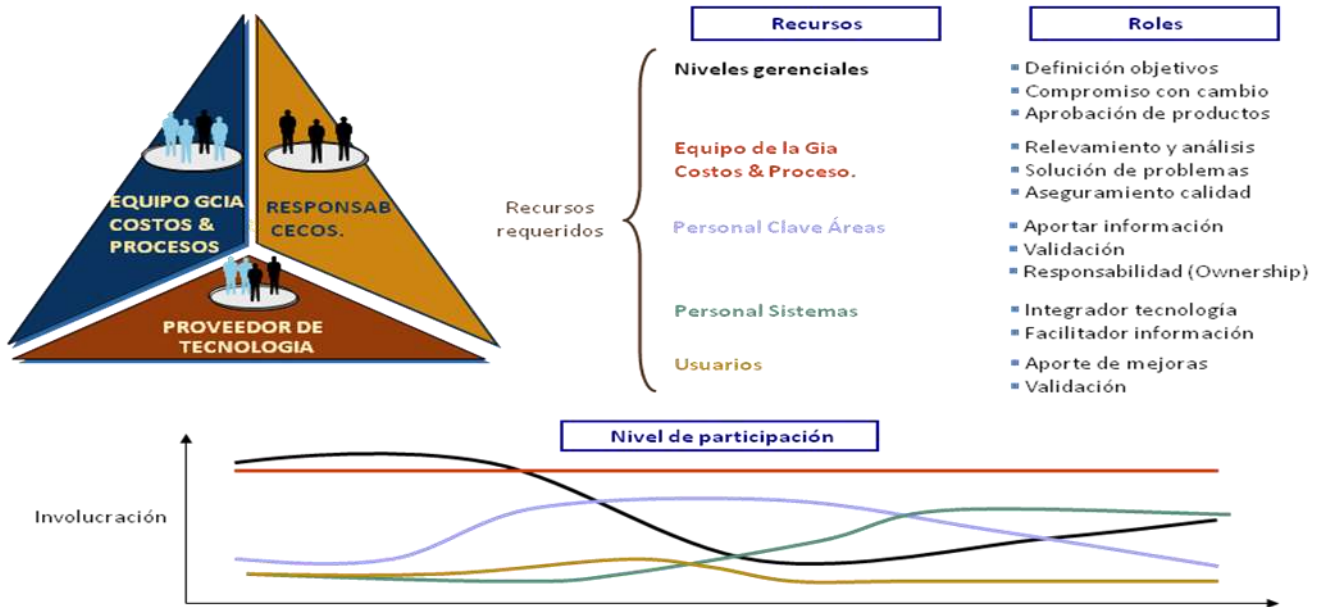 EQUIPO GCIA
COSTOS &
PROCESOS
RESPONSAB
CECOS.
PROVEEDOR DE
TECNOLOGIA
Recursos
requeridos
Recursos
Roles
Niveles gerenciales
Definición objetivos
Compromiso con cambio
Aprobación de productos
Equipo de la Gia
Costos & Proceso.
Relevamiento y análisis
Solución de problemas
Aseguramiento calidad
Personal Clave Áreas
Aportar información
Validación
Responsabilidad (Ownership)
Personal Sistemas
Integrador tecnología
Facilitador información
Usuarios
Aporte de mejoras
Validación
Nivel de participación
Involucración